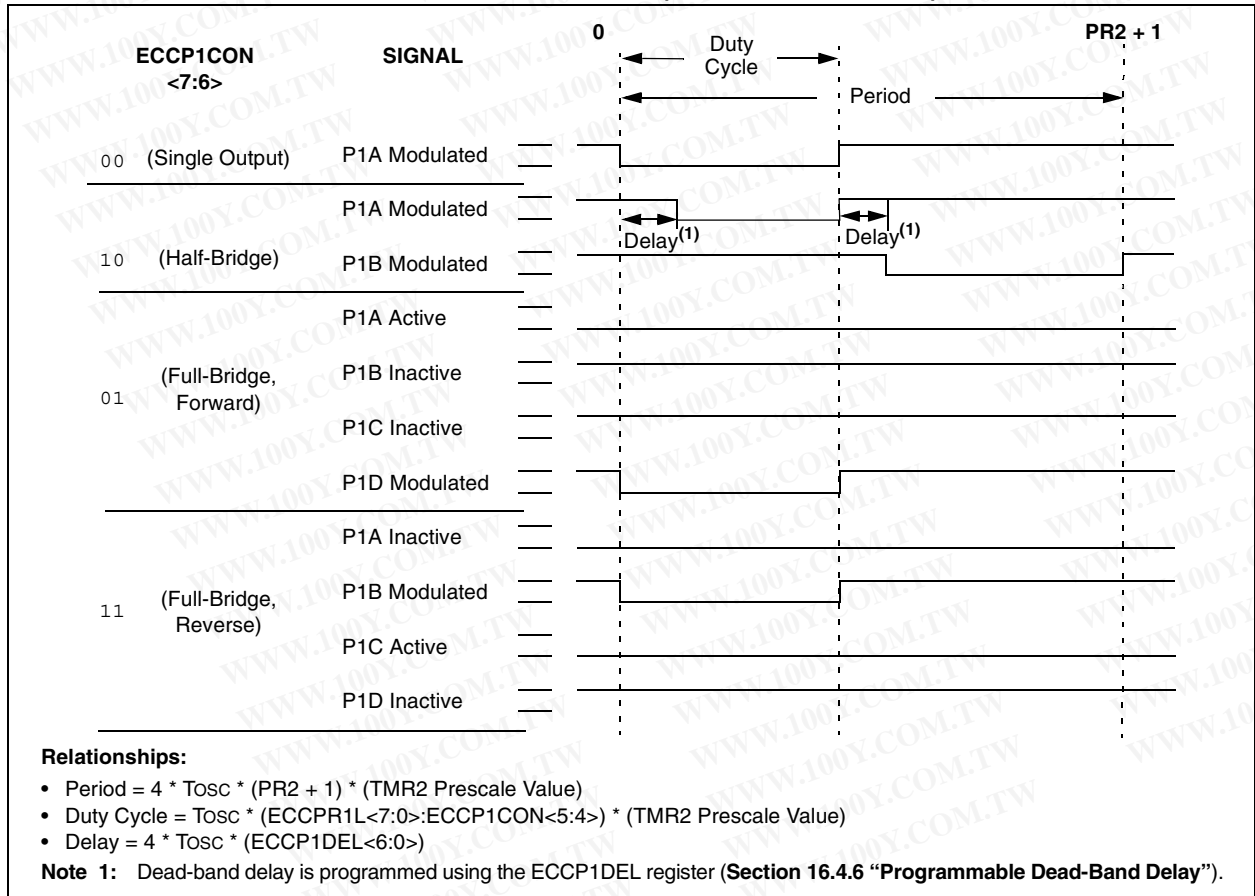 0
PR2 + 1
ECCP1CON
<7:6>
SIGNAL
Duty
Cycle
Period
00 (Single Output) P1A Modulated
P1A Modulated
Delay(1) Delay(1)
10 (Half-Bridge) P1B Modulated
P1A Active
01 (Full-Bridge,
Forward)
P1B Inactive
P1C Inactive
P1D Modulated
P1A Inactive
11 (Full-Bridge,
Reverse)
P1B Modulated
P1C Active
P1D Inactive
Relationships:
• Period = 4 * TOSC * (PR2 + 1) * (TMR2 Prescale Value)
• Duty Cycle = TOSC * (ECCPR1L<7:0>:ECCP1CON<5:4>) * (TMR2 Prescale Value)
• Delay = 4 * TOSC * (ECCP1DEL<6:0>)
Note 1: Dead-band delay is programmed using the ECCP1DEL register (Section 16.4.6 “Programmable Dead-Band Delay”).
WWW.100Y.COM.TW